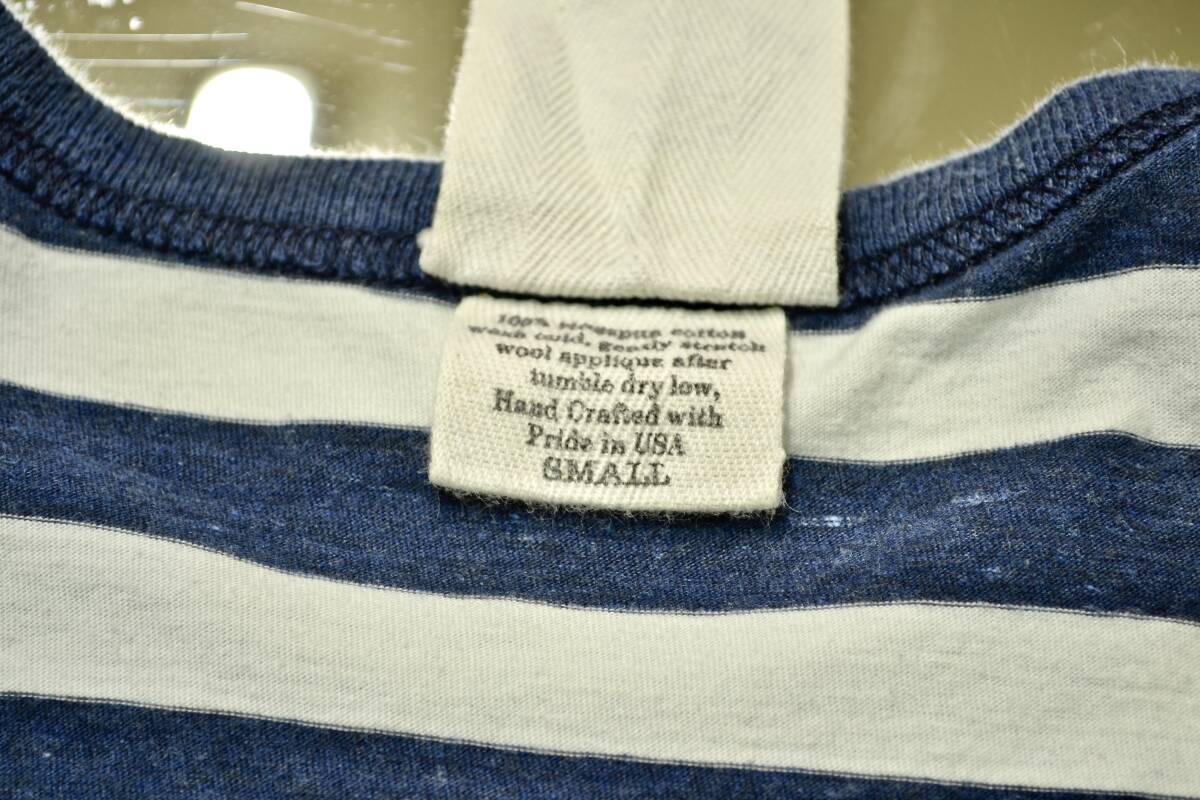 100% cotton
wash cold, gently stretch
wool applique after
tumble dry low,
Hand Crafted with
Pride in USA
SMALL